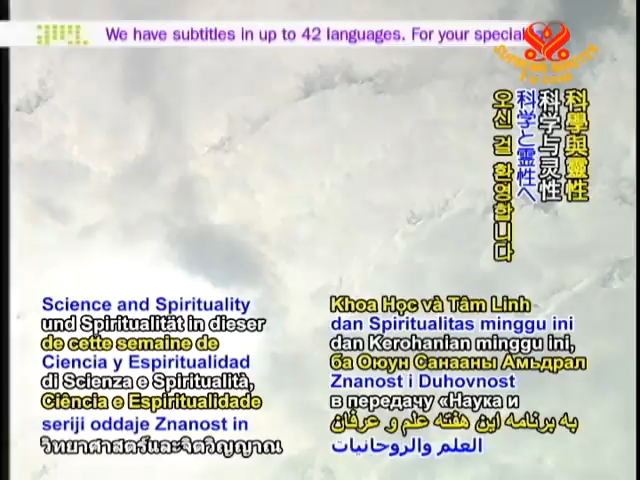 We have subtitles in up to 42 languages. For your special
SUPREME MASTER
科學與靈性
科学与灵性
科学と霊性へ
오신 걸 환영합니다
Science and Spirituality
und Spiritualität in dieser
de cette semaine de
Ciencia y Espiritualidad
di Scienza e Spiritualità,
Ciência e Espiritualidade
seriji oddaje Znanost in
วิทยาศาสตร์และจิตวิญญาณ
Khoa Học và Tâm Linh
dan Spiritualitas minggu ini
dan Kerohanian minggu ini,
ба Оюун Санааны Амьдрал
Znanost i Duhovnost
в передачу «Наука и
به برنامه این هفته علم و عرفان
العلم والروحانيات